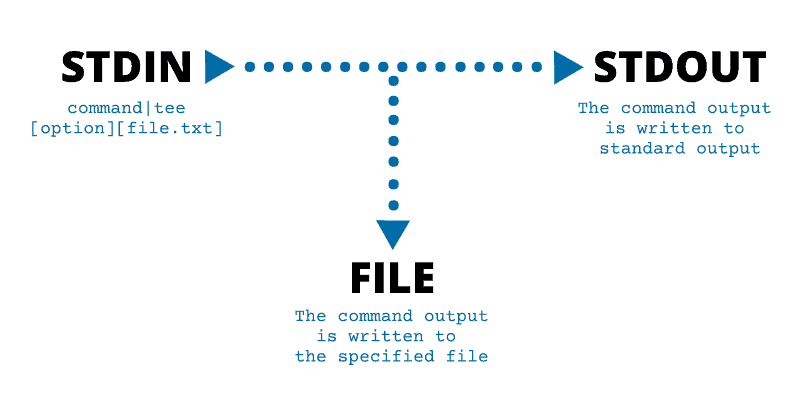 STDIN
command|tee
[option][file.txt]
STDOUT
The command output
is written to
standard output
FILE
The command output
is written to
the specified file